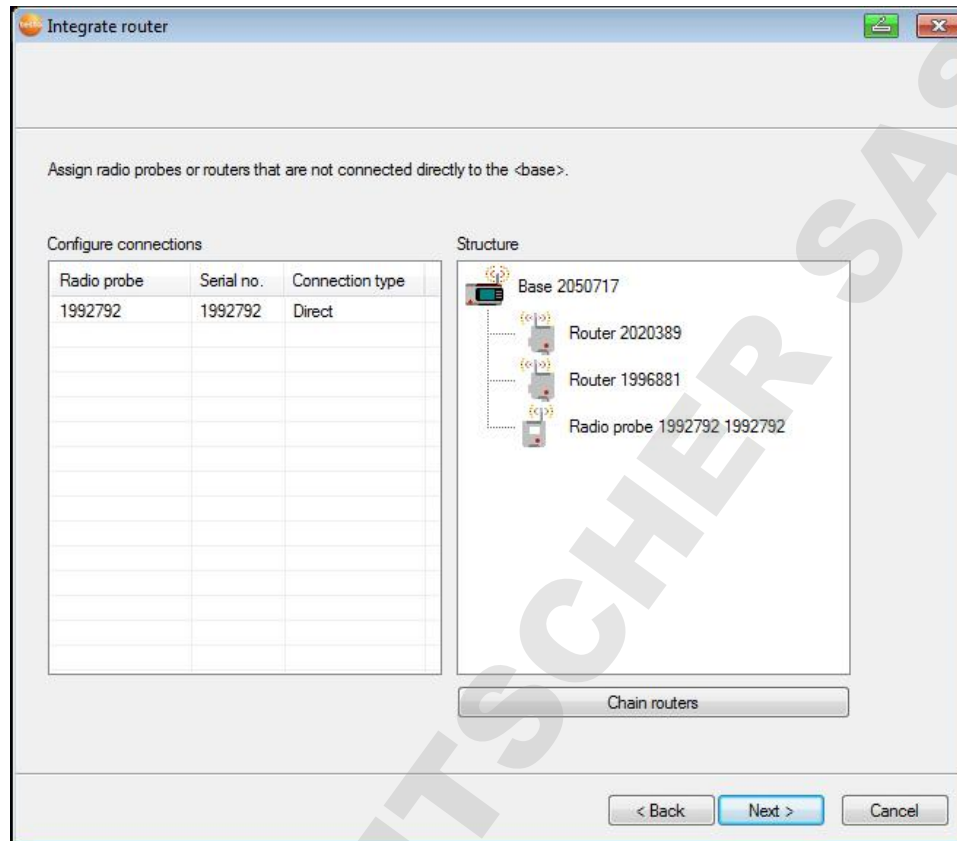 Integrate router
Assign radio probes or routers that are not connected directly to the <base>.
Configure connections
Radio probe Serial no. Connection type
1992792 1992792 Direct
Structure
Base 2050717
Router 2020389
Router 1996881
Radio probe 1992792 1992792
Chain routers
< Back Next > Cancel
TSCHER SAS